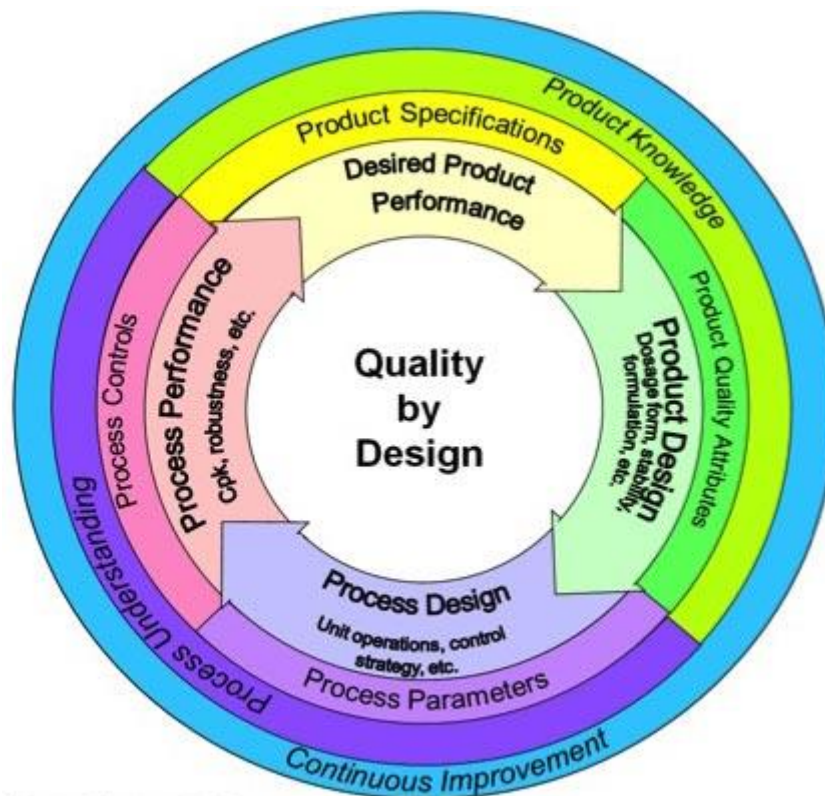 Product Knowledge
Product Specifications
Desired Product
Performance
Product Quality Attributes
Product Design
Dosage form, stability,
formulation, etc.
Quality
by
Design
Process Performance
Cpk, robustness, etc.
Process Controls
Process Understanding
Process Design
Unit operations, control
strategy, etc.
Process Parameters
Continuous Improvement